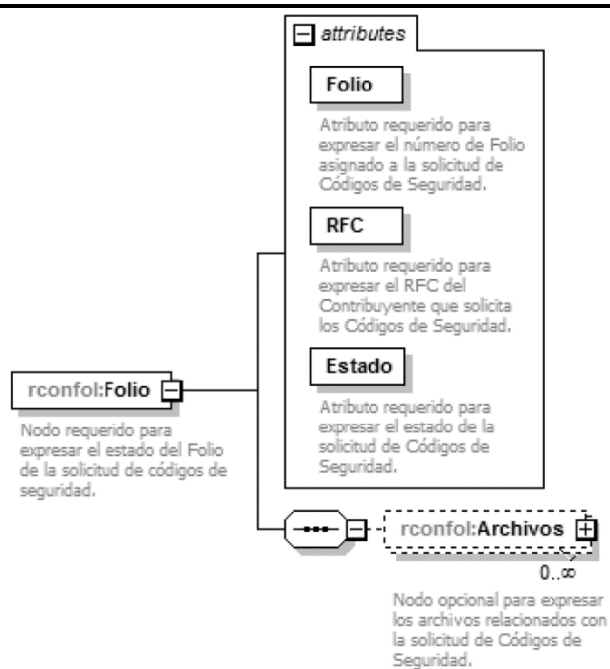 attributes
Folio
Atributo requerido para
expresar el número de Folio
asignado a la solicitud de
Códigos de Seguridad.
RFC
Atributo requerido para
expresar el RFC del
Contribuyente que solicita
los Códigos de Seguridad.
Estado
Atributo requerido para
expresar el estado de la
solicitud de Códigos de
Seguridad.
rconfol:Folio
Nodo requerido para
expresar el estado del Folio
de la solicitud de códigos de
seguridad.
rconfol:Archivos
0..∞
Nodo opcional para expresar
los archivos relacionados con
la solicitud de Códigos de
Seguridad.